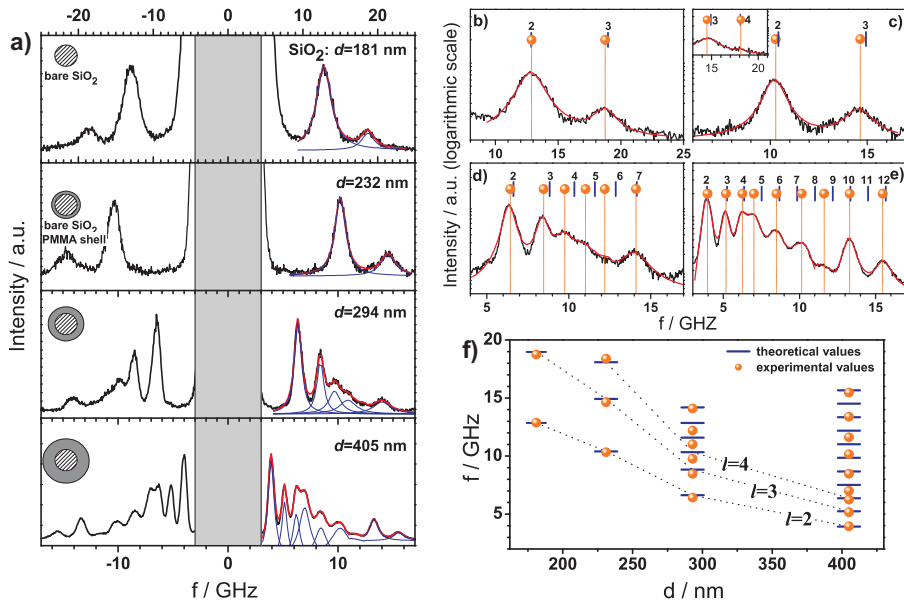 -20 -10 0 10 20
a)
SiO2: d=181 nm
bare SiO2
d=232 nm
bare SiO2
PMMA shell
d=294 nm
d=405 nm
Intensity / a.u.
-10 0 10
f / GHz
b)
2 3
10 15 20 25
c)
3 4
15 20
2 3
10 15
d)
2 3 4 5 6 7
5 10 15
e)
2 3 4 5 6 7 8 9 10 11 12
5 10 15
Intensity / a.u. (logarithmic scale)
f / GHZ
f)
theoretical values
experimental values
20
15
10
5
l=4
l=3
l=2
f / GHz
200 250 300 350 400
d / nm